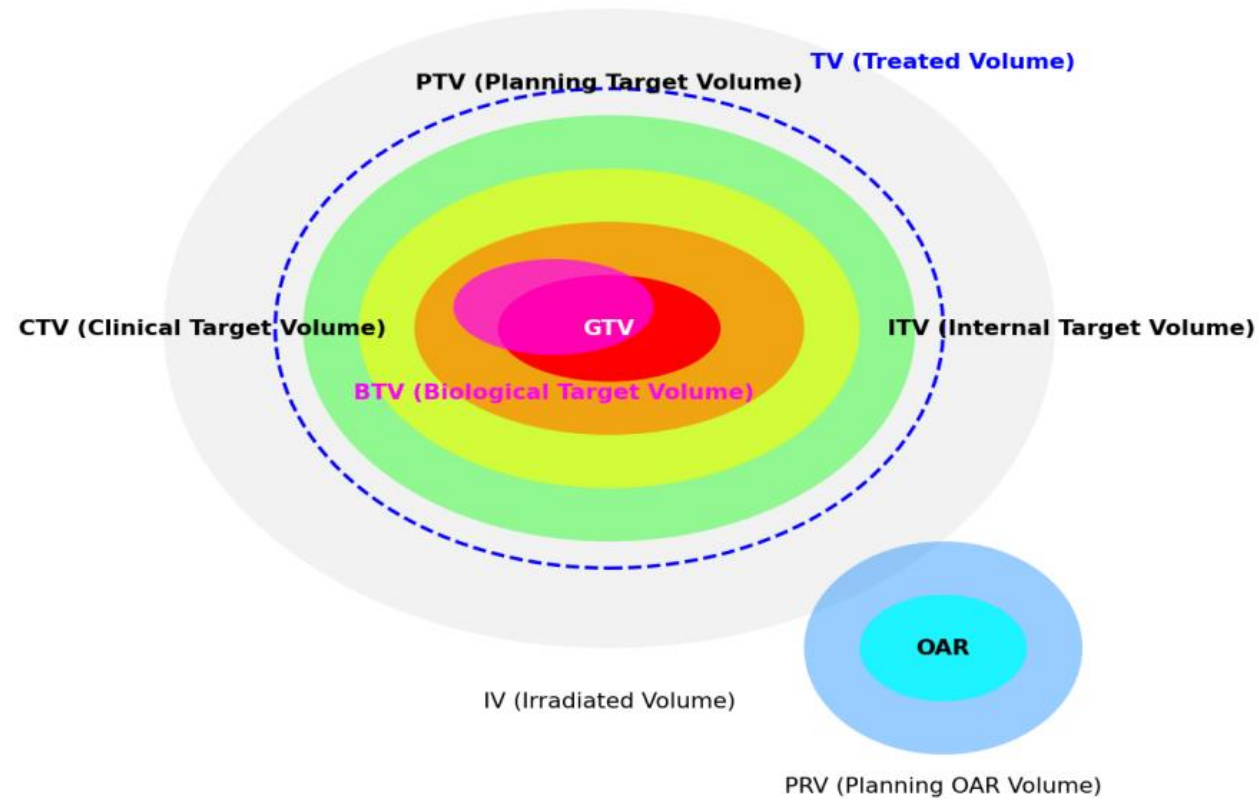 TV (Treated Volume)
PTV (Planning Target Volume)
CTV (Clinical Target Volume)
GTV
ITV (Internal Target Volume)
BTV (Biological Target Volume)
OAR
IV (Irradiated Volume)
PRV (Planning OAR Volume)